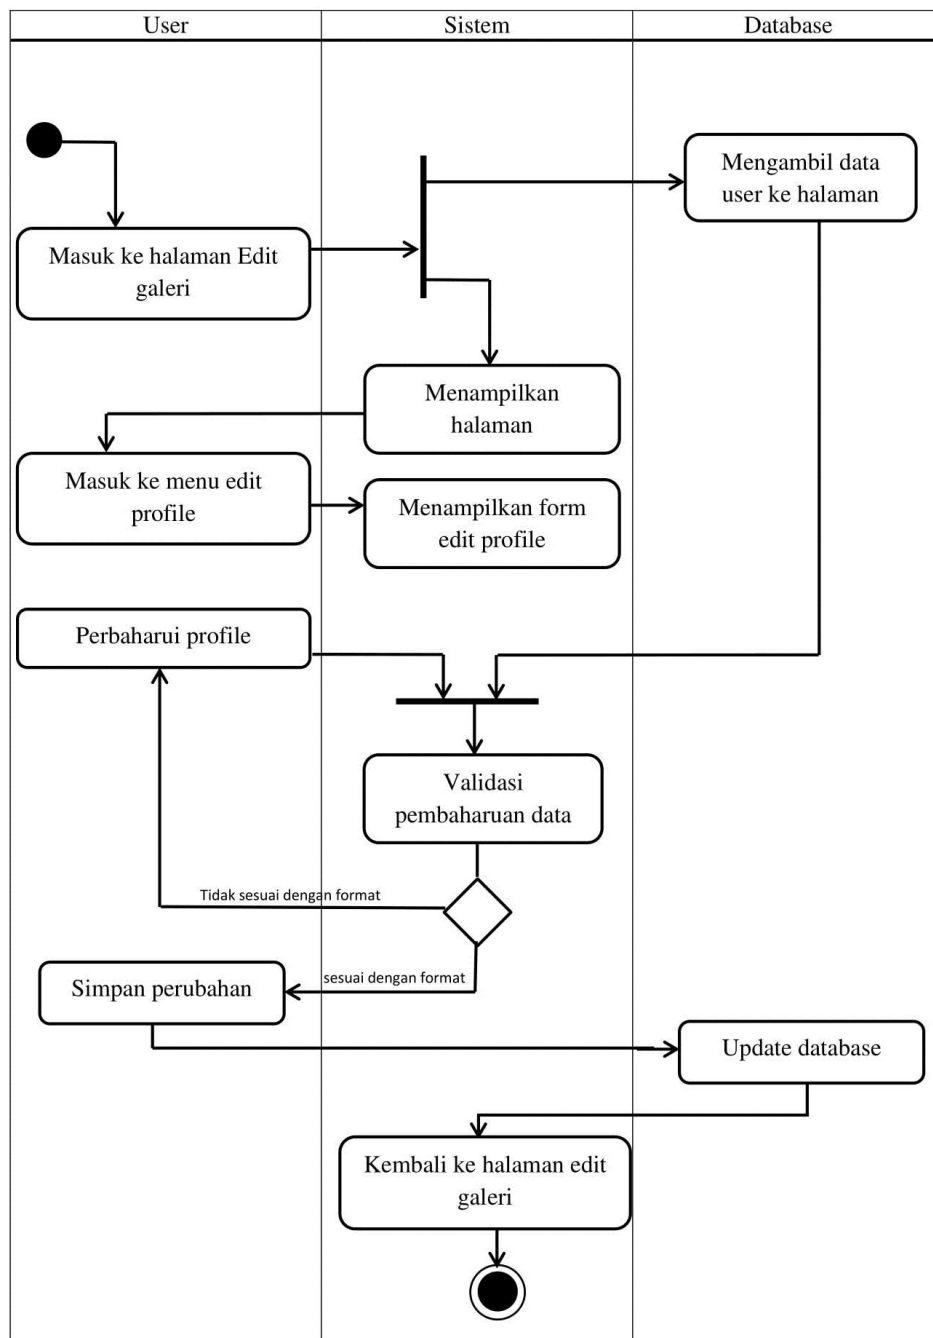 User
Sistem
Database
Mengambil data
user ke halaman
Masuk ke halaman Edit
galeri
Menampilkan
halaman
Masuk ke menu edit
profile
Menampilkan form
edit profile
Perbaharui profile
Validasi
pembaharuan data
Tidak sesuai dengan format
sesuai dengan format
Simpan perubahan
Update database
Kembali ke halaman edit
galeri